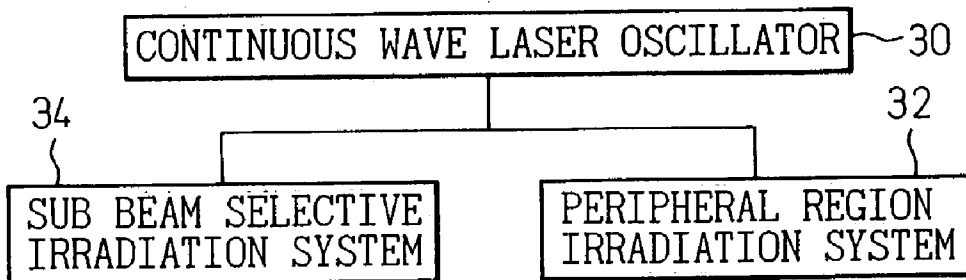 CONTINUOUS WAVE LASER OSCILLATOR
30
34
32
SUB BEAM SELECTIVE
IRRADIATION SYSTEM
PERIPHERAL REGION
IRRADIATION SYSTEM